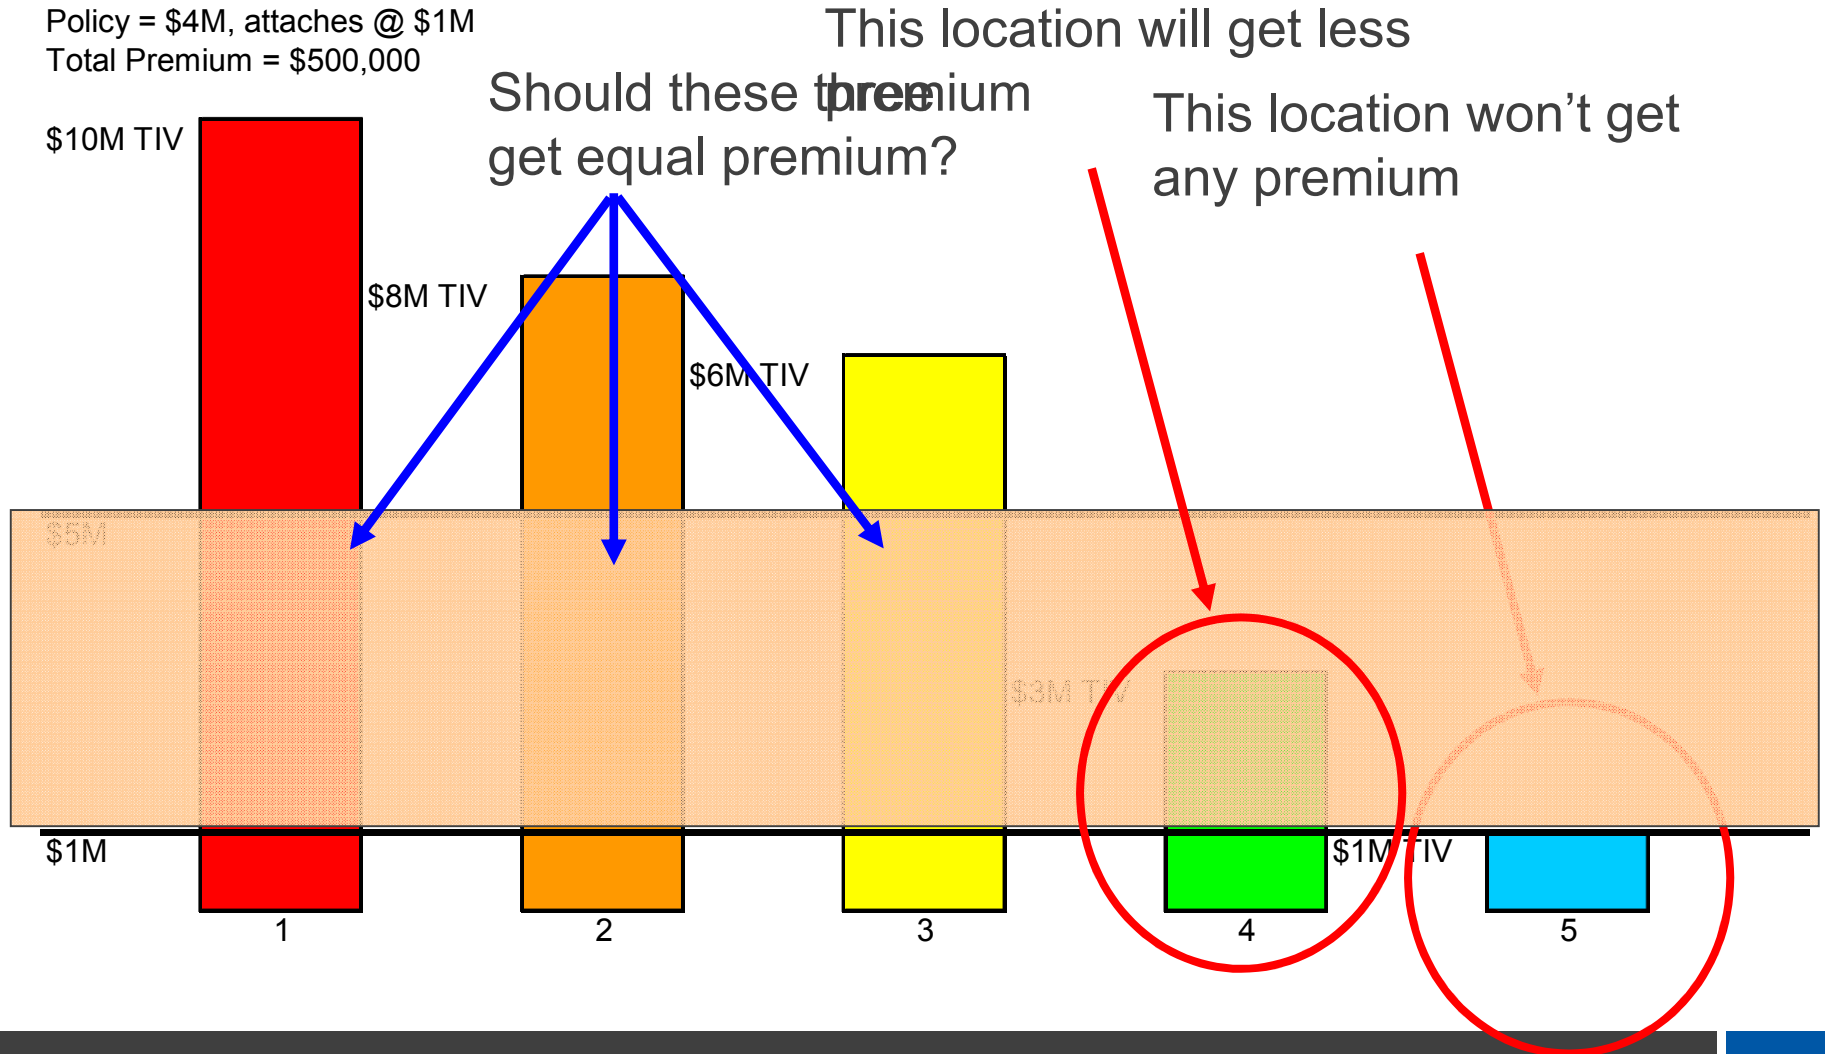 Policy = $4M, attaches @ $1M
Total Premium = $500,000
This location will get less
premium
Should these three
get equal premium?
This location won’t get
any premium
$10M TIV
$8M TIV
$6M TIV
$5M
$3M TIV
$1M
$1M TIV
1
2
3
4
5